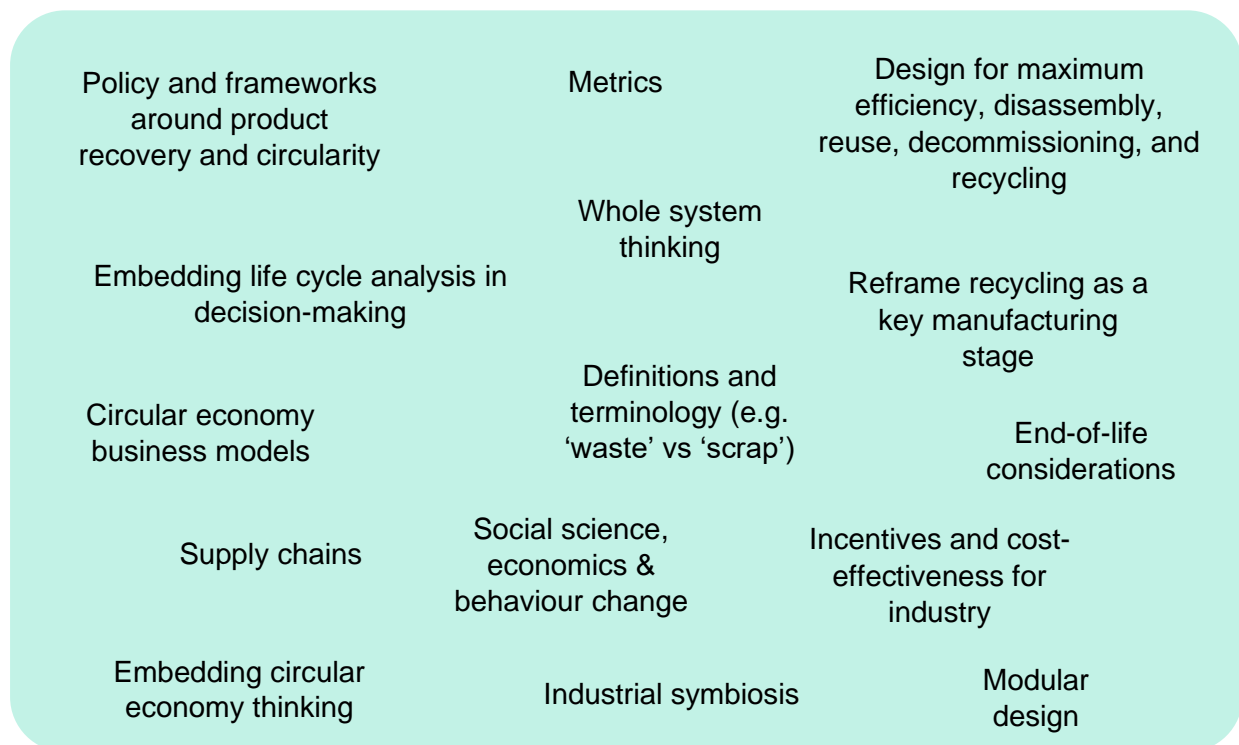 Policy and frameworks
around product
recovery and circularity
Metrics
Design for maximum
efficiency, disassembly,
reuse, decommissioning, and
recycling
Whole system
thinking
Embedding life cycle analysis in
decision-making
Reframe recycling as a
key manufacturing
stage
Definitions and
terminology (e.g.
‘waste’ vs ‘scrap’)
Circular economy
business models
End-of-life
considerations
Supply chains
Social science,
economics &
behaviour change
Incentives and cost-
effectiveness for
industry
Embedding circular
economy thinking
Industrial symbiosis
Modular
design